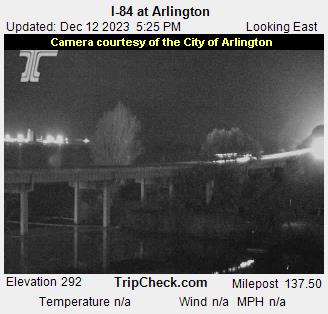 I-84 at Arlington
Updated: Dec 12 2023 5:25 PM Looking East
Camera courtesy of the City of Arlington
Elevation 292 TripCheck.com Milepost 137.50
Temperature n/a Wind n/a MPH n/a